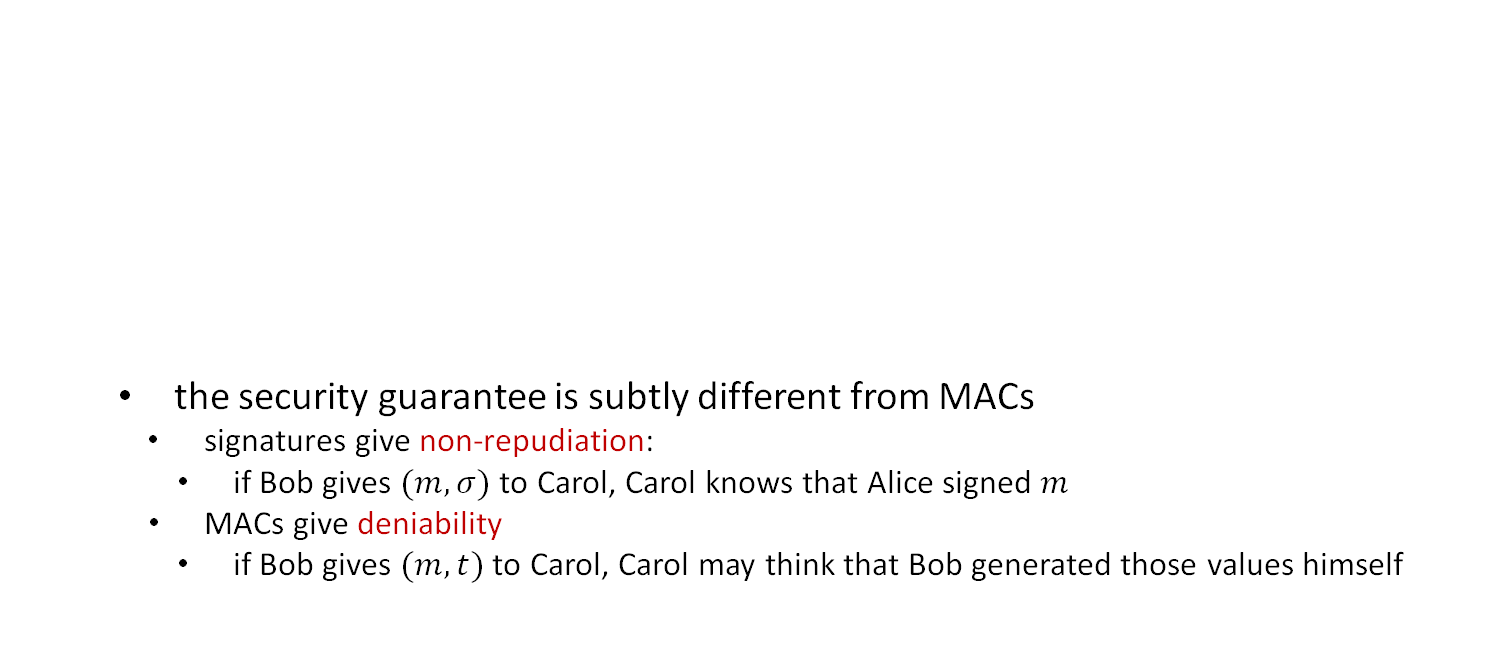 • the security guarantee is subtly different from MACs
• signatures give non-repudiation:
• if Bob gives (m, σ) to Carol, Carol knows that Alice signed m
• MACs give deniability
• if Bob gives (m, t) to Carol, Carol may think that Bob generated those values himself